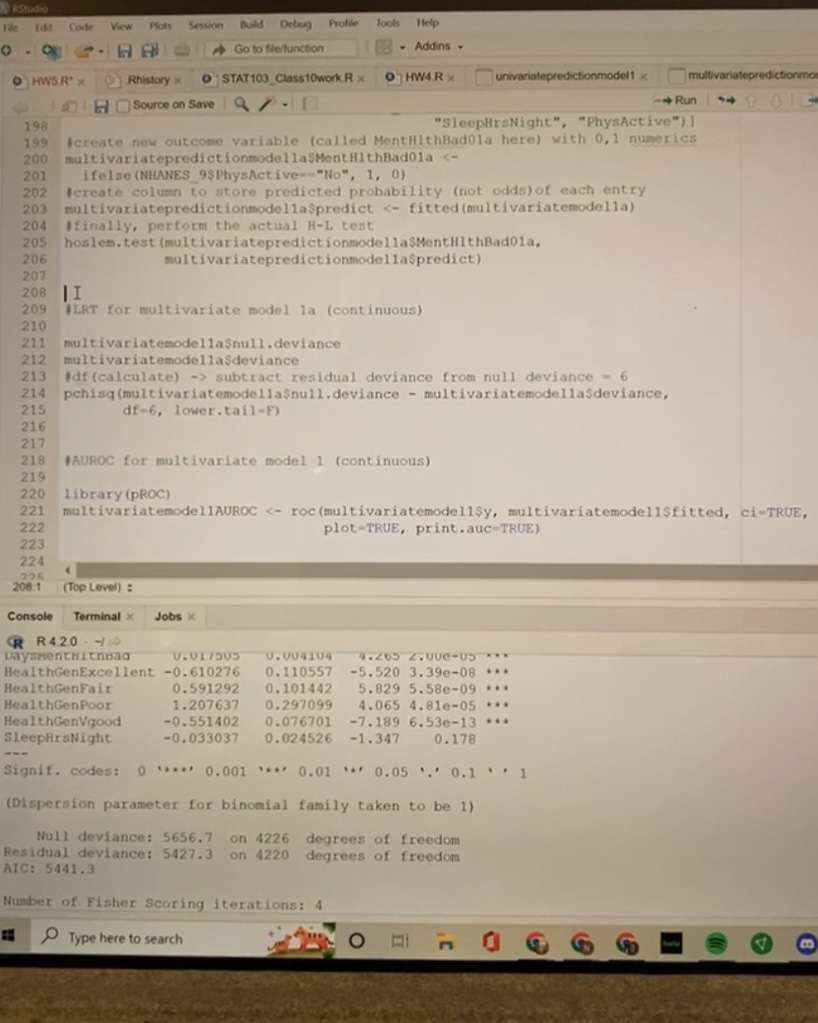 RStudio
File Edit Code View Plots Session Build Debug Profile Tools Help
Go to file/function Addins
HW5.R* × .Rhistory × STAT103_Class10work.R × HW4.R × univariatepredictionmodel1 × multivariatepredictionmo
Source on Save Run
198 "SleepHrsNight", "PhysActive")]
199 #create new outcome variable (called MentHlthBad01a here) with 0,1 numerics
200 multivariatepredictionmodel1a$MentHlthBad01a <-
201 ifelse(NHANES_9$PhysActive=="No", 1, 0)
202 #create column to store predicted probability (not odds)of each entry
203 multivariatepredictionmodel1a$predict <- fitted(multivariatemodel1a)
204 #finally, perform the actual H-L test
205 hoslem.test(multivariatepredictionmodel1a$MentHlthBad01a,
206 multivariatepredictionmodel1a$predict)
207
208
209 #LRT for multivariate model 1a (continuous)
210
211 multivariatemodel1a$null.deviance
212 multivariatemodel1a$deviance
213 #df(calculate) -> subtract residual deviance from null deviance = 6
214 pchisq(multivariatemodel1a$null.deviance - multivariatemodel1a$deviance,
215 df=6, lower.tail=F)
216
217
218 #AUROC for multivariate model 1 (continuous)
219
220 library(pROC)
221 multivariatemodel1AUROC <- roc(multivariatemodel1$y, multivariatemodel1$fitted, ci=TRUE,
222 plot=TRUE, print.auc=TRUE)
223
224
225
208:1 (Top Level)
Console Terminal × Jobs ×
R 4.2.0 · ~/
DaysMentHlthBad 0.017505 0.004104 4.265 2.00e-05 ***
HealthGenExcellent -0.610276 0.110557 -5.520 3.39e-08 ***
HealthGenFair 0.591292 0.101442 5.829 5.58e-09 ***
HealthGenPoor 1.207637 0.297099 4.065 4.81e-05 ***
HealthGenVgood -0.551402 0.076701 -7.189 6.53e-13 ***
SleepHrsNight -0.033037 0.024526 -1.347 0.178
---
Signif. codes: 0 '***' 0.001 '**' 0.01 '*' 0.05 '.' 0.1 ' ' 1
(Dispersion parameter for binomial family taken to be 1)
Null deviance: 5656.7 on 4226 degrees of freedom
Residual deviance: 5427.3 on 4220 degrees of freedom
AIC: 5441.3
Number of Fisher Scoring iterations: 4
Type here to search
hulu